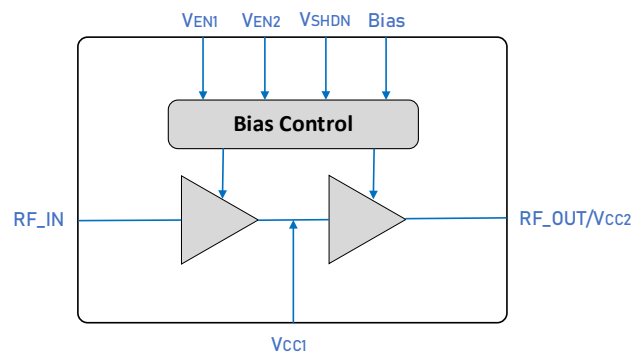 VEN1 VEN2 VSHDN Bias
Bias Control
RF_IN
RF_OUT/VCC2
VCC1